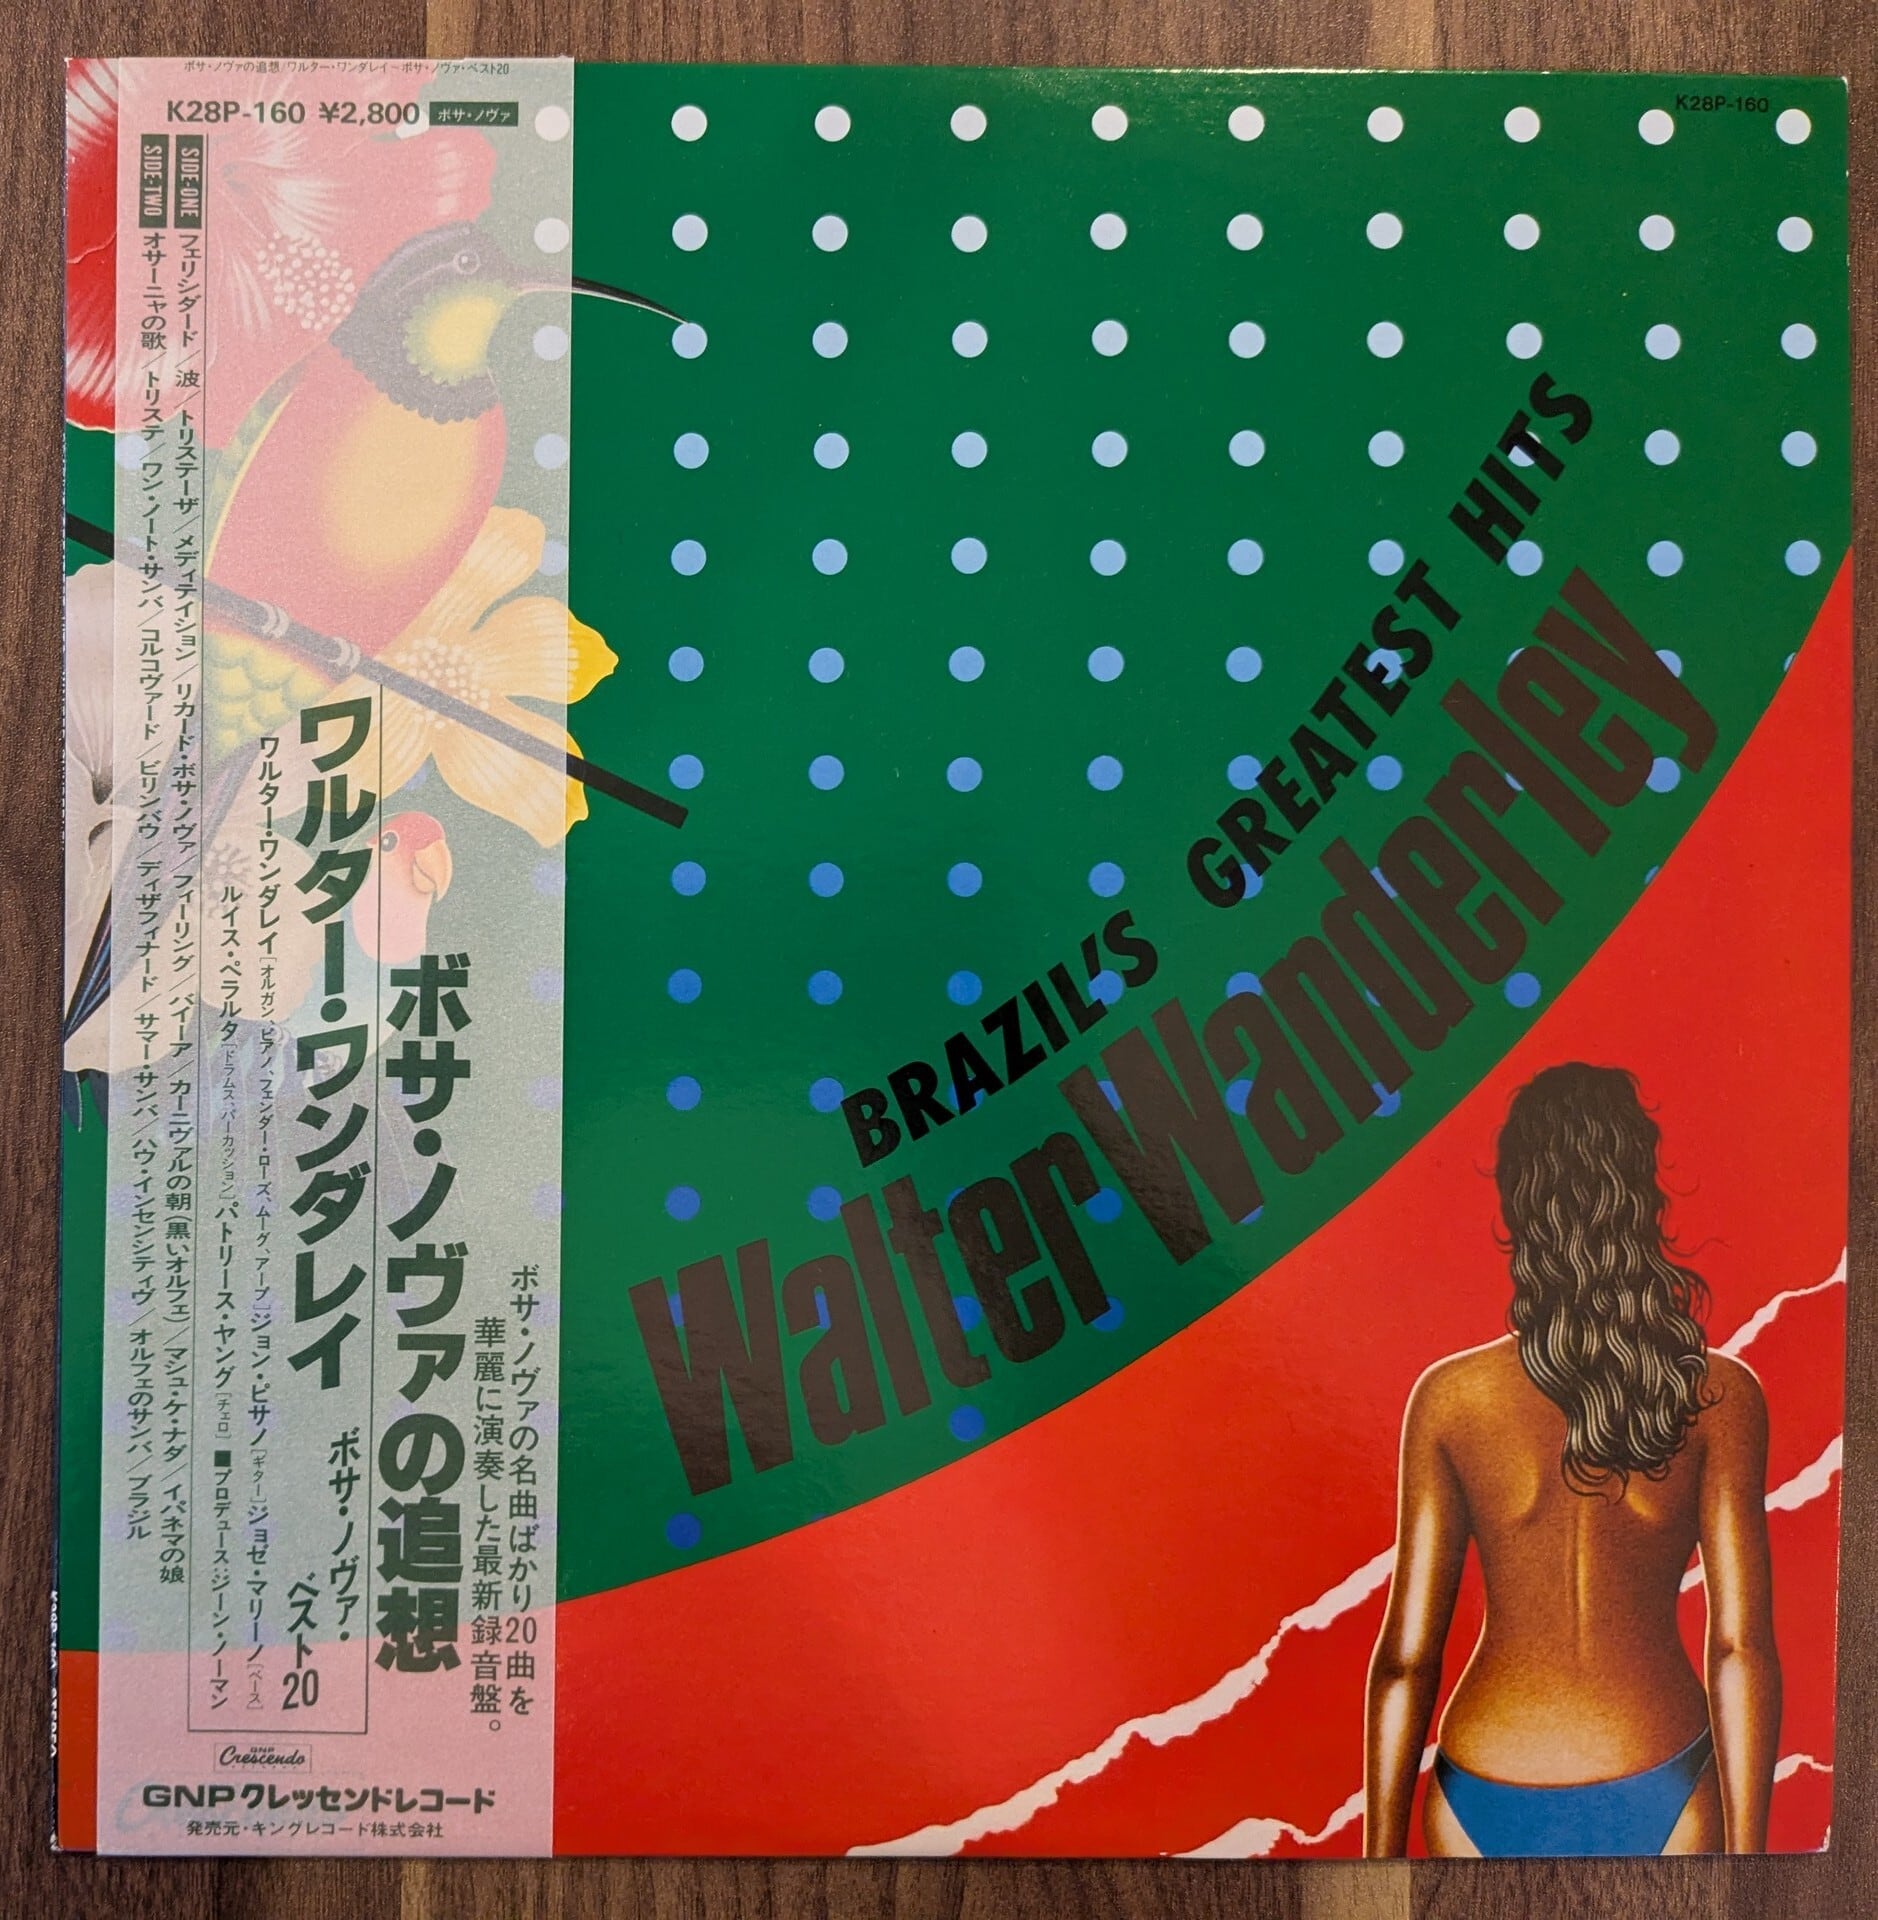 ボサ・ノヴァの追想/ワルター・ワンダレイ~ボサ・ノヴァ・ベスト20
K28P-160 ¥2,800 ボサ・ノヴァ
K28P-160
BRAZIL'S GREATEST HITS
Walter Wanderley
ボサ・ノヴァの名曲ばかり20曲を
華麗に演奏した最新録音盤。
ボサ・ノヴァの追想
ワルター・ワンダレイ
ボサ・ノヴァ・
ベスト20
ワルター・ワンダレイ[オルガン、ピアノ、フェンダー・ローズ、ムーグ、アープ]ジョン・ピサノ[ギター]ジョゼ・マリーノ[ベース]
ルイス・ペラルタ[ドラムス、パーカッション]パトリース・ヤング[チェロ]■プロデュース:ジーン・ノーマン
SIDE-ONE フェリシダード/波/トリステーザ/メディテイション/リカード・ボサ・ノヴァ/フィーリング/バイーア/カーニヴァルの朝(黒いオルフェ)/マシュ・ケ・ナダ/イパネマの娘
SIDE-TWO オサーニャの歌/トリステ/ワン・ノート・サンバ/コルコヴァード/ビリンバウ/ディザフィナード/サマー・サンバ/ハウ・インセンシティヴ/オルフェのサンバ/ブラジル
GNP
Crescendo
GNPクレッセンドレコード
発売元・キングレコード株式会社